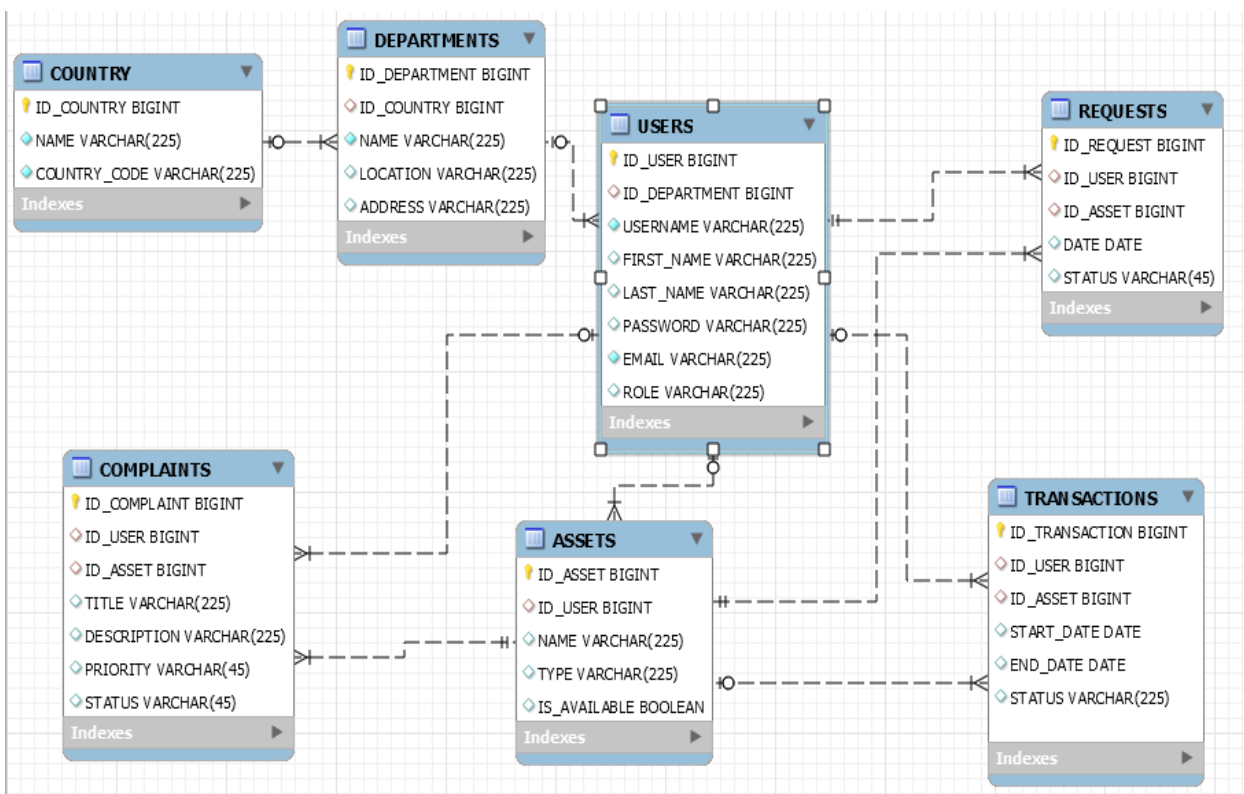 COUNTRY
ID_COUNTRY BIGINT
NAME VARCHAR(225)
COUNTRY_CODE VARCHAR(225)
Indexes
DEPARTMENTS
ID_DEPARTMENT BIGINT
ID_COUNTRY BIGINT
NAME VARCHAR(225)
LOCATION VARCHAR(225)
ADDRESS VARCHAR(225)
Indexes
USERS
ID_USER BIGINT
ID_DEPARTMENT BIGINT
USERNAME VARCHAR(225)
FIRST_NAME VARCHAR(225)
LAST_NAME VARCHAR(225)
PASSWORD VARCHAR(225)
EMAIL VARCHAR(225)
ROLE VARCHAR(225)
Indexes
REQUESTS
ID_REQUEST BIGINT
ID_USER BIGINT
ID_ASSET BIGINT
DATE DATE
STATUS VARCHAR(45)
Indexes
COMPLAINTS
ID_COMPLAINT BIGINT
ID_USER BIGINT
ID_ASSET BIGINT
TITLE VARCHAR(225)
DESCRIPTION VARCHAR(225)
PRIORITY VARCHAR(45)
STATUS VARCHAR(45)
Indexes
ASSETS
ID_ASSET BIGINT
ID_USER BIGINT
NAME VARCHAR(225)
TYPE VARCHAR(225)
IS_AVAILABLE BOOLEAN
Indexes
TRANSACTIONS
ID_TRANSACTION BIGINT
ID_USER BIGINT
ID_ASSET BIGINT
START_DATE DATE
END_DATE DATE
STATUS VARCHAR(225)
Indexes